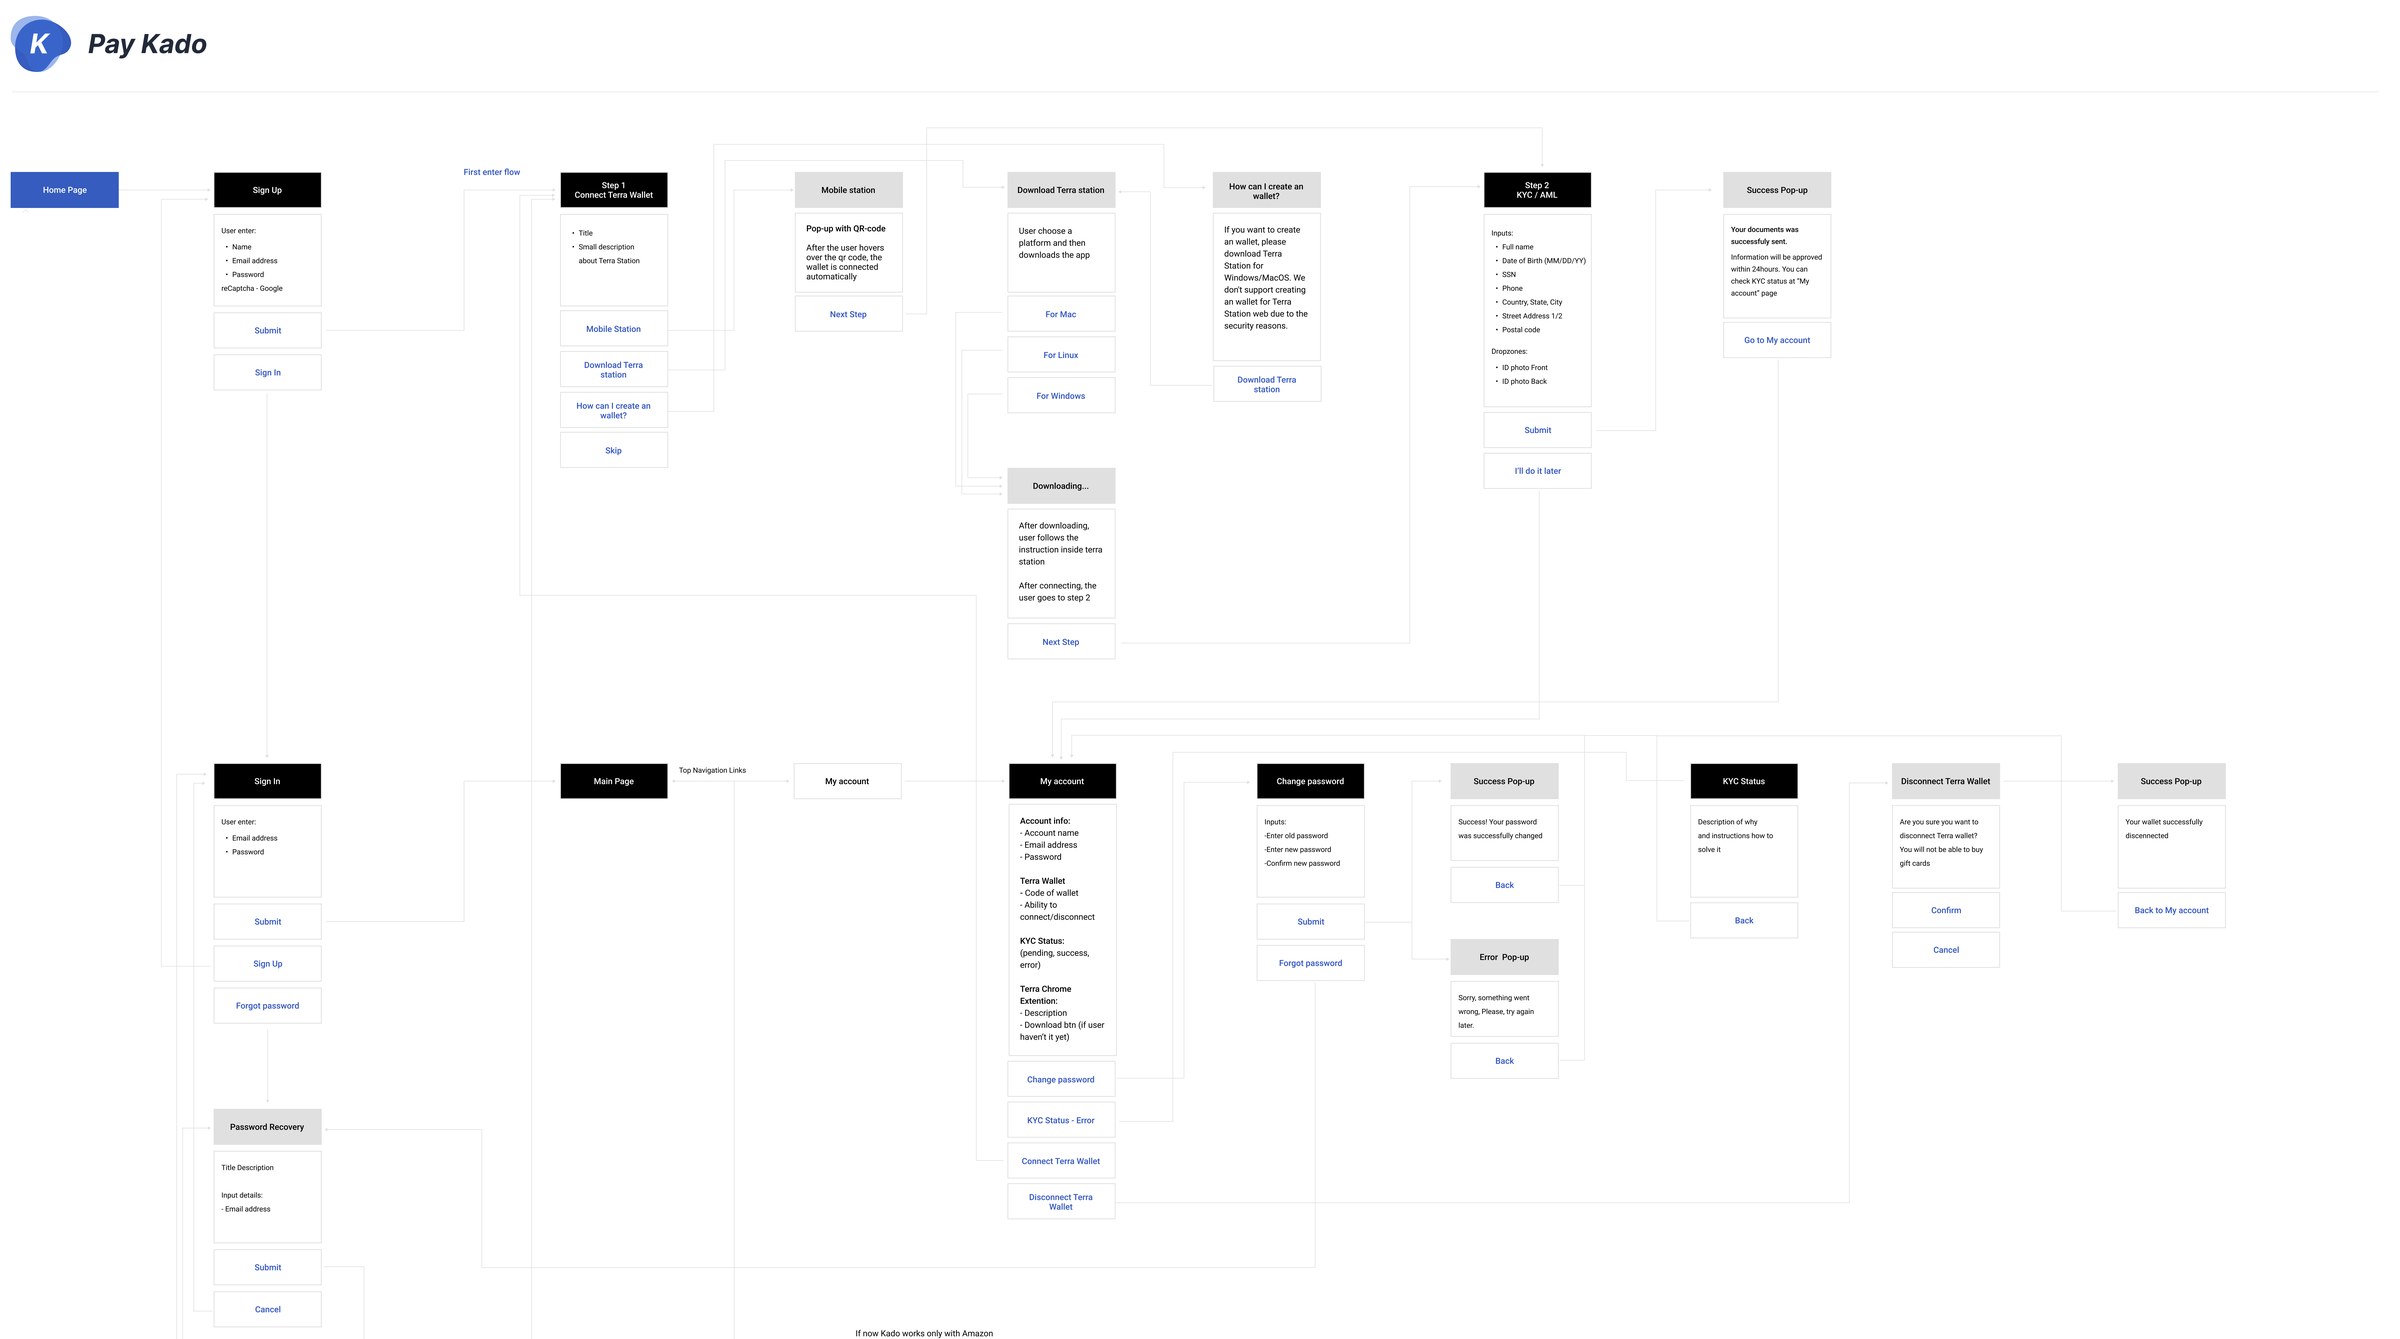 K
Pay Kado
Home Page
Sign Up
User enter:
• Name
• Email address
• Password
reCaptcha - Google
Submit
Sign In
First enter flow
Step 1
Connect Terra Wallet
• Title
• Small description
about Terra Station
Mobile Station
Download Terra
station
How can I create an
wallet?
Skip
Mobile station
Pop-up with QR-code
After the user hovers
over the qr code, the
wallet is connected
automatically
Next Step
Download Terra station
User choose a
platform and then
downloads the app
For Mac
For Linux
For Windows
Downloading...
After downloading,
user follows the
instruction inside terra
station
After connecting, the
user goes to step 2
Next Step
How can I create an
wallet?
If you want to create
an wallet, please
download Terra
Station for
Windows/MacOS. We
don't support creating
an wallet for Terra
Station web due to the
security reasons.
Download Terra
station
Step 2
KYC / AML
Inputs:
• Full name
• Date of Birth (MM/DD/YY)
• SSN
• Phone
• Country, State, City
• Street Address 1/2
• Postal code
Dropzones:
• ID photo Front
• ID photo Back
Submit
I'll do it later
Success Pop-up
Your documents was
successfuly sent.
Information will be approved
within 24hours. You can
check KYC status at "My
account" page
Go to My account
Sign In
User enter:
• Email address
• Password
Submit
Sign Up
Forgot password
Password Recovery
Title Description
Input details:
- Email address
Submit
Cancel
Main Page
Top Navigation Links
My account
My account
Account info:
- Account name
- Email address
- Password
Terra Wallet
- Code of wallet
- Ability to
connect/disconnect
KYC Status:
(pending, success,
error)
Terra Chrome
Extention:
- Description
- Download btn (if user
haven't it yet)
Change password
KYC Status - Error
Connect Terra Wallet
Disconnect Terra
Wallet
Change password
Inputs:
-Enter old password
-Enter new password
-Confirm new password
Submit
Forgot password
Success Pop-up
Success! Your password
was successfully changed
Back
Error Pop-up
Sorry, something went
wrong, Please, try again
later.
Back
KYC Status
Description of why
and instructions how to
solve it
Back
Disconnect Terra Wallet
Are you sure you want to
disconnect Terra wallet?
You will not be able to buy
gift cards
Confirm
Cancel
Success Pop-up
Your wallet successfully
disconnected
Back to My account
If now Kado works only with Amazon